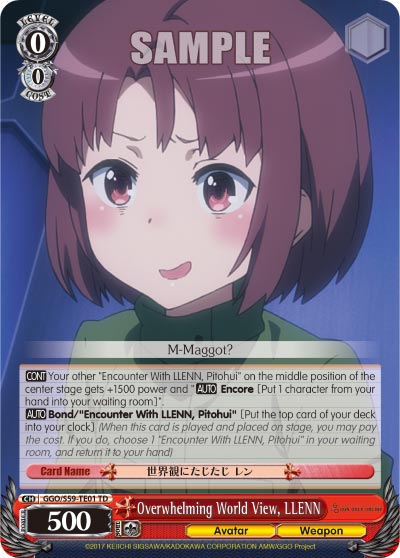 LEVEL
0
0
COST
SAMPLE
M-Maggot?
CONT Your other "Encounter With LLENN, Pitohui" on the middle position of the
center stage gets +1500 power and "AUTO Encore [Put 1 character from your
hand into your waiting room]".
AUTO Bond/"Encounter With LLENN, Pitohui" [Put the top card of your deck
into your clock] (When this card is played and placed on stage, you may pay
the cost. If you do, choose 1 "Encounter With LLENN, Pitohui" in your waiting
room, and return it to your hand)
Card Name 世界観にたじたじ レン
CH GGO/S59-TE01 TD
POWER 500
Overwhelming World View, LLENN
Avatar Weapon
©2017 KEIICHI SIGSAWA/KADOKAWA CORPORATION AMW/GGO Project